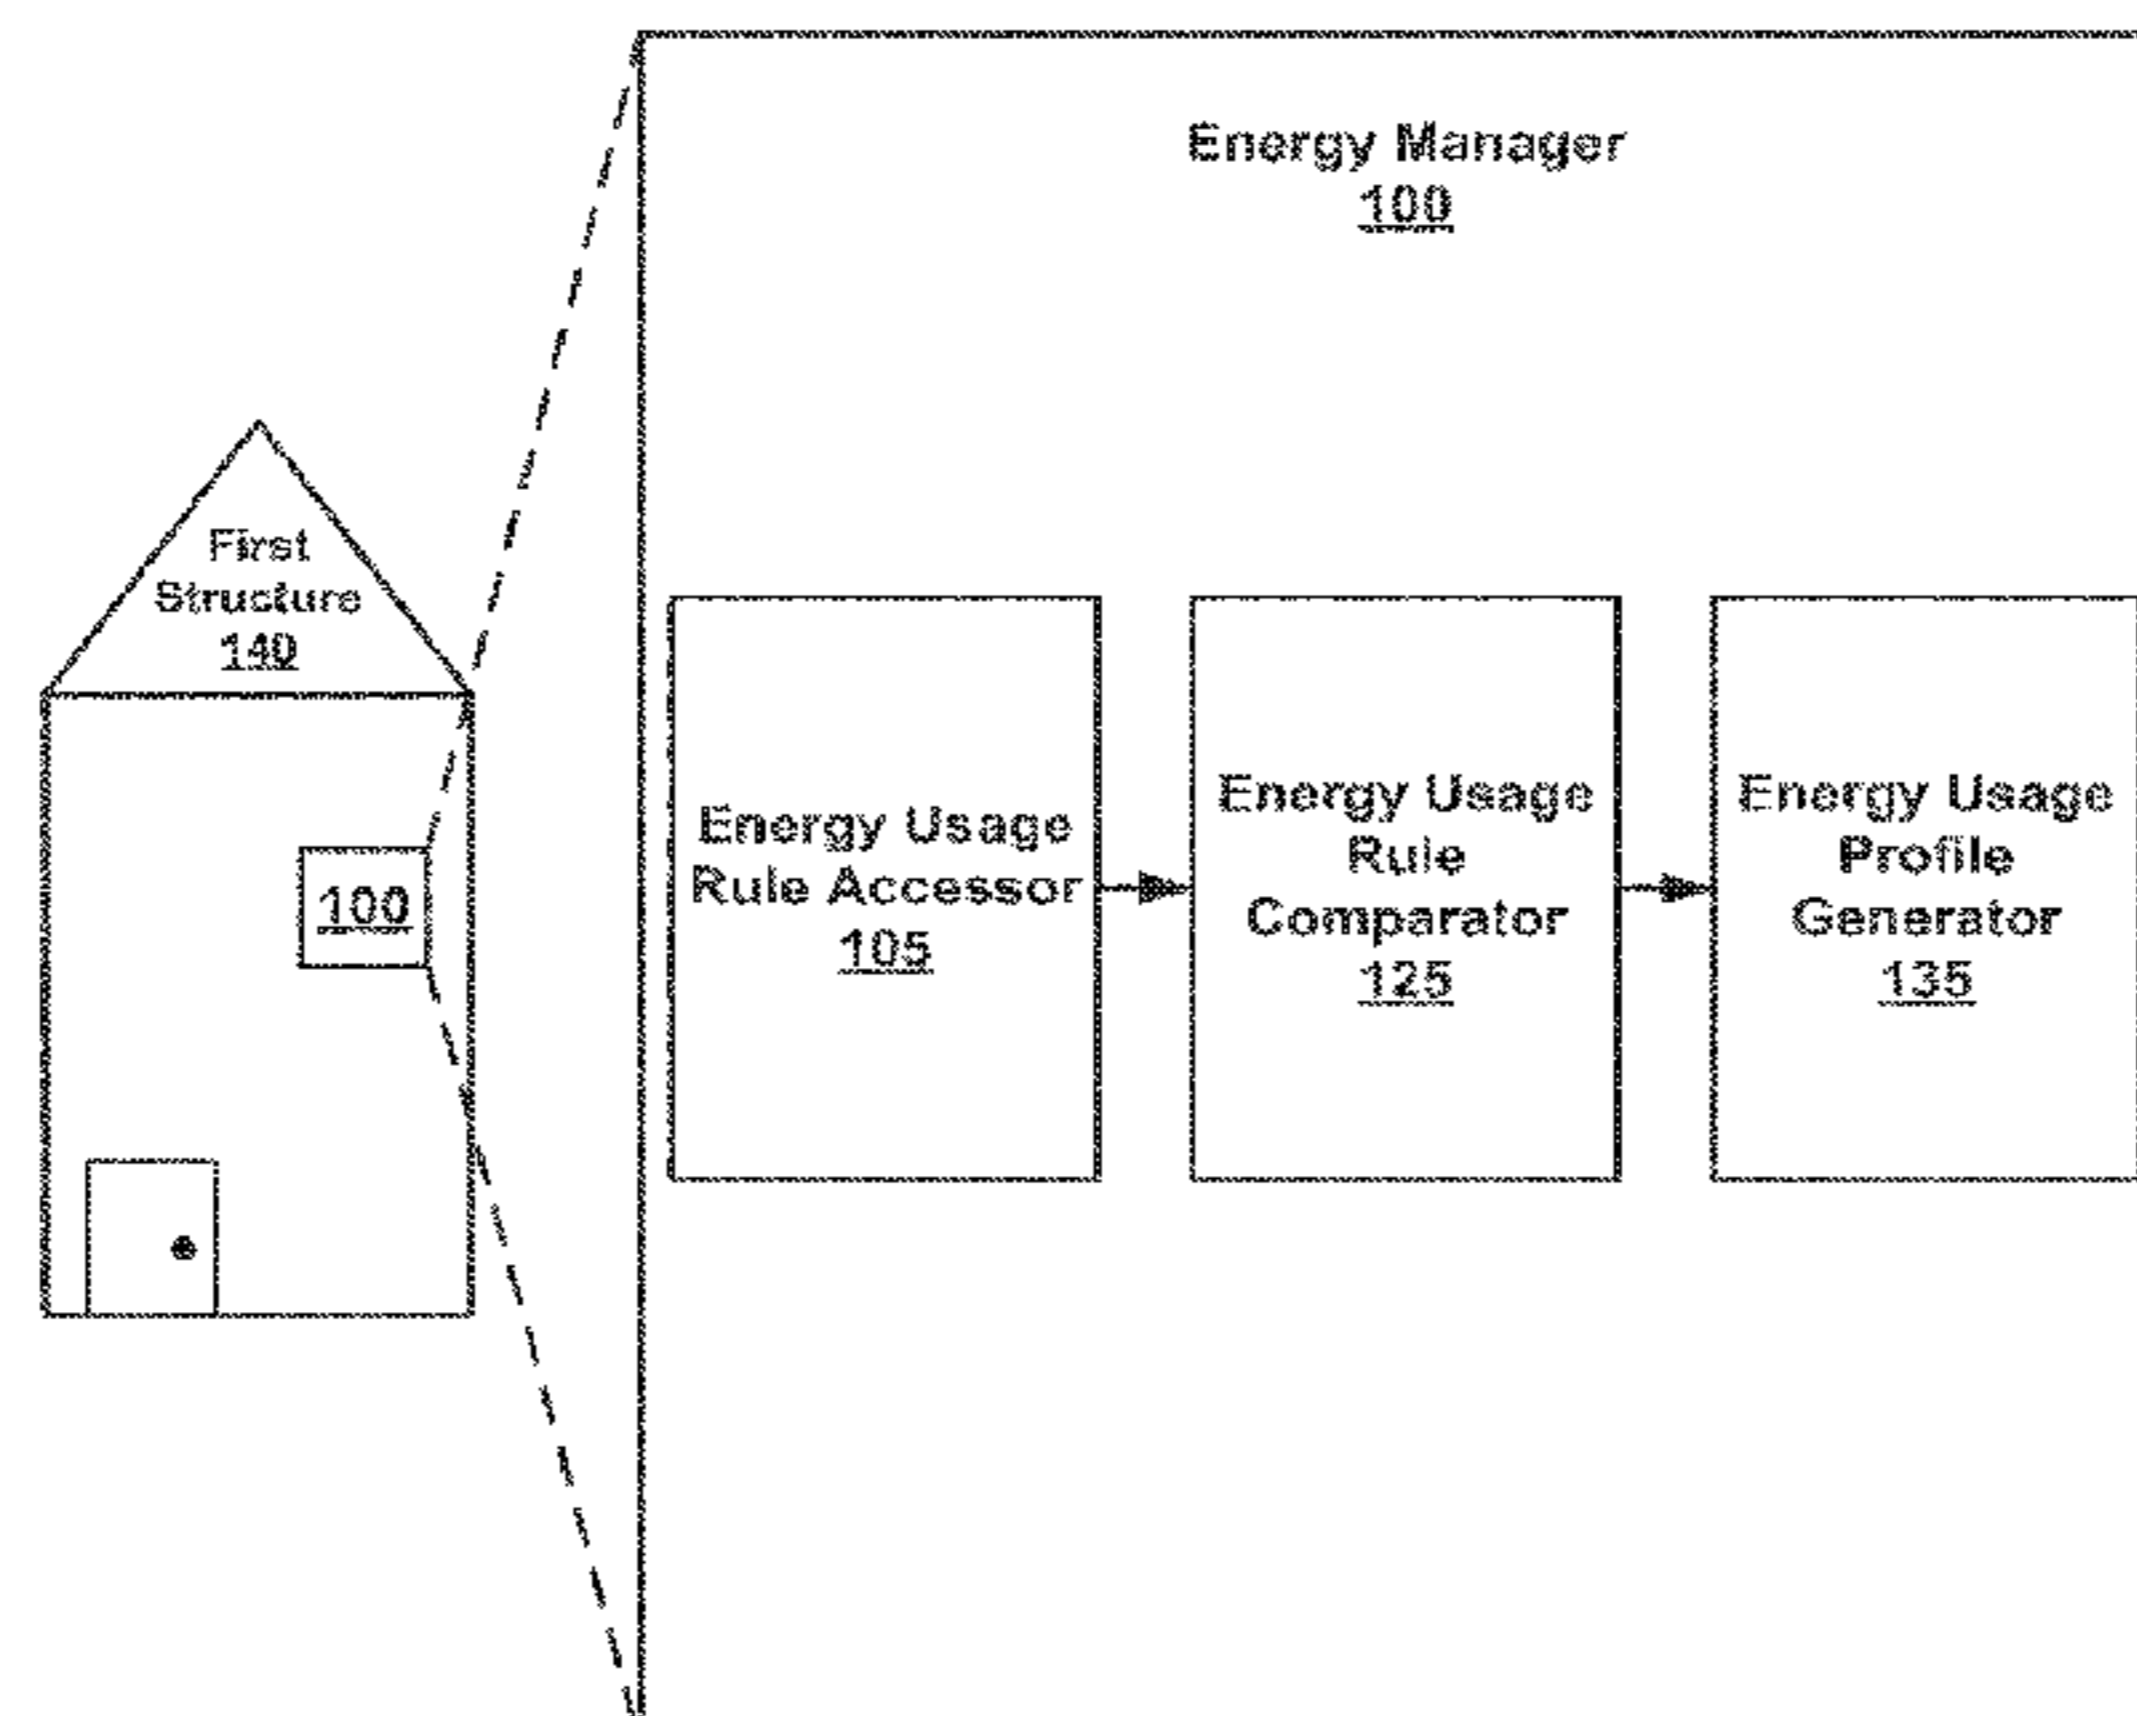 Energy Manager
100
First
Structure
140
100
Energy Usage
Rule Accessor
105
Energy Usage
Rule
Comparator
125
Energy Usage
Profile
Generator
135